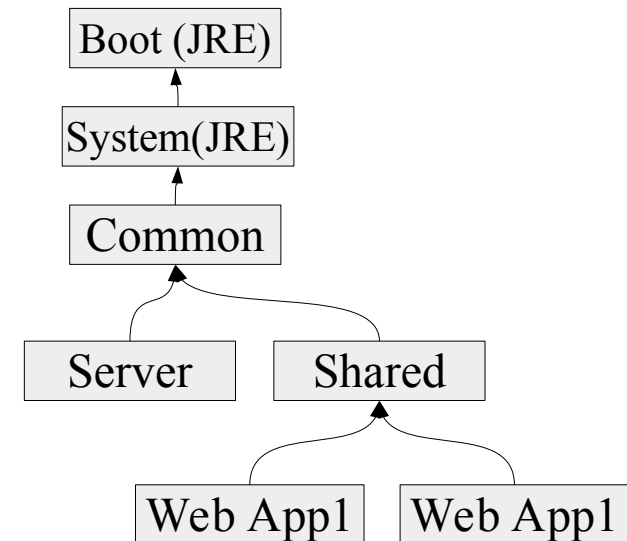 Boot (JRE)
System(JRE)
Common
Server
Shared
Web App1
Web App1